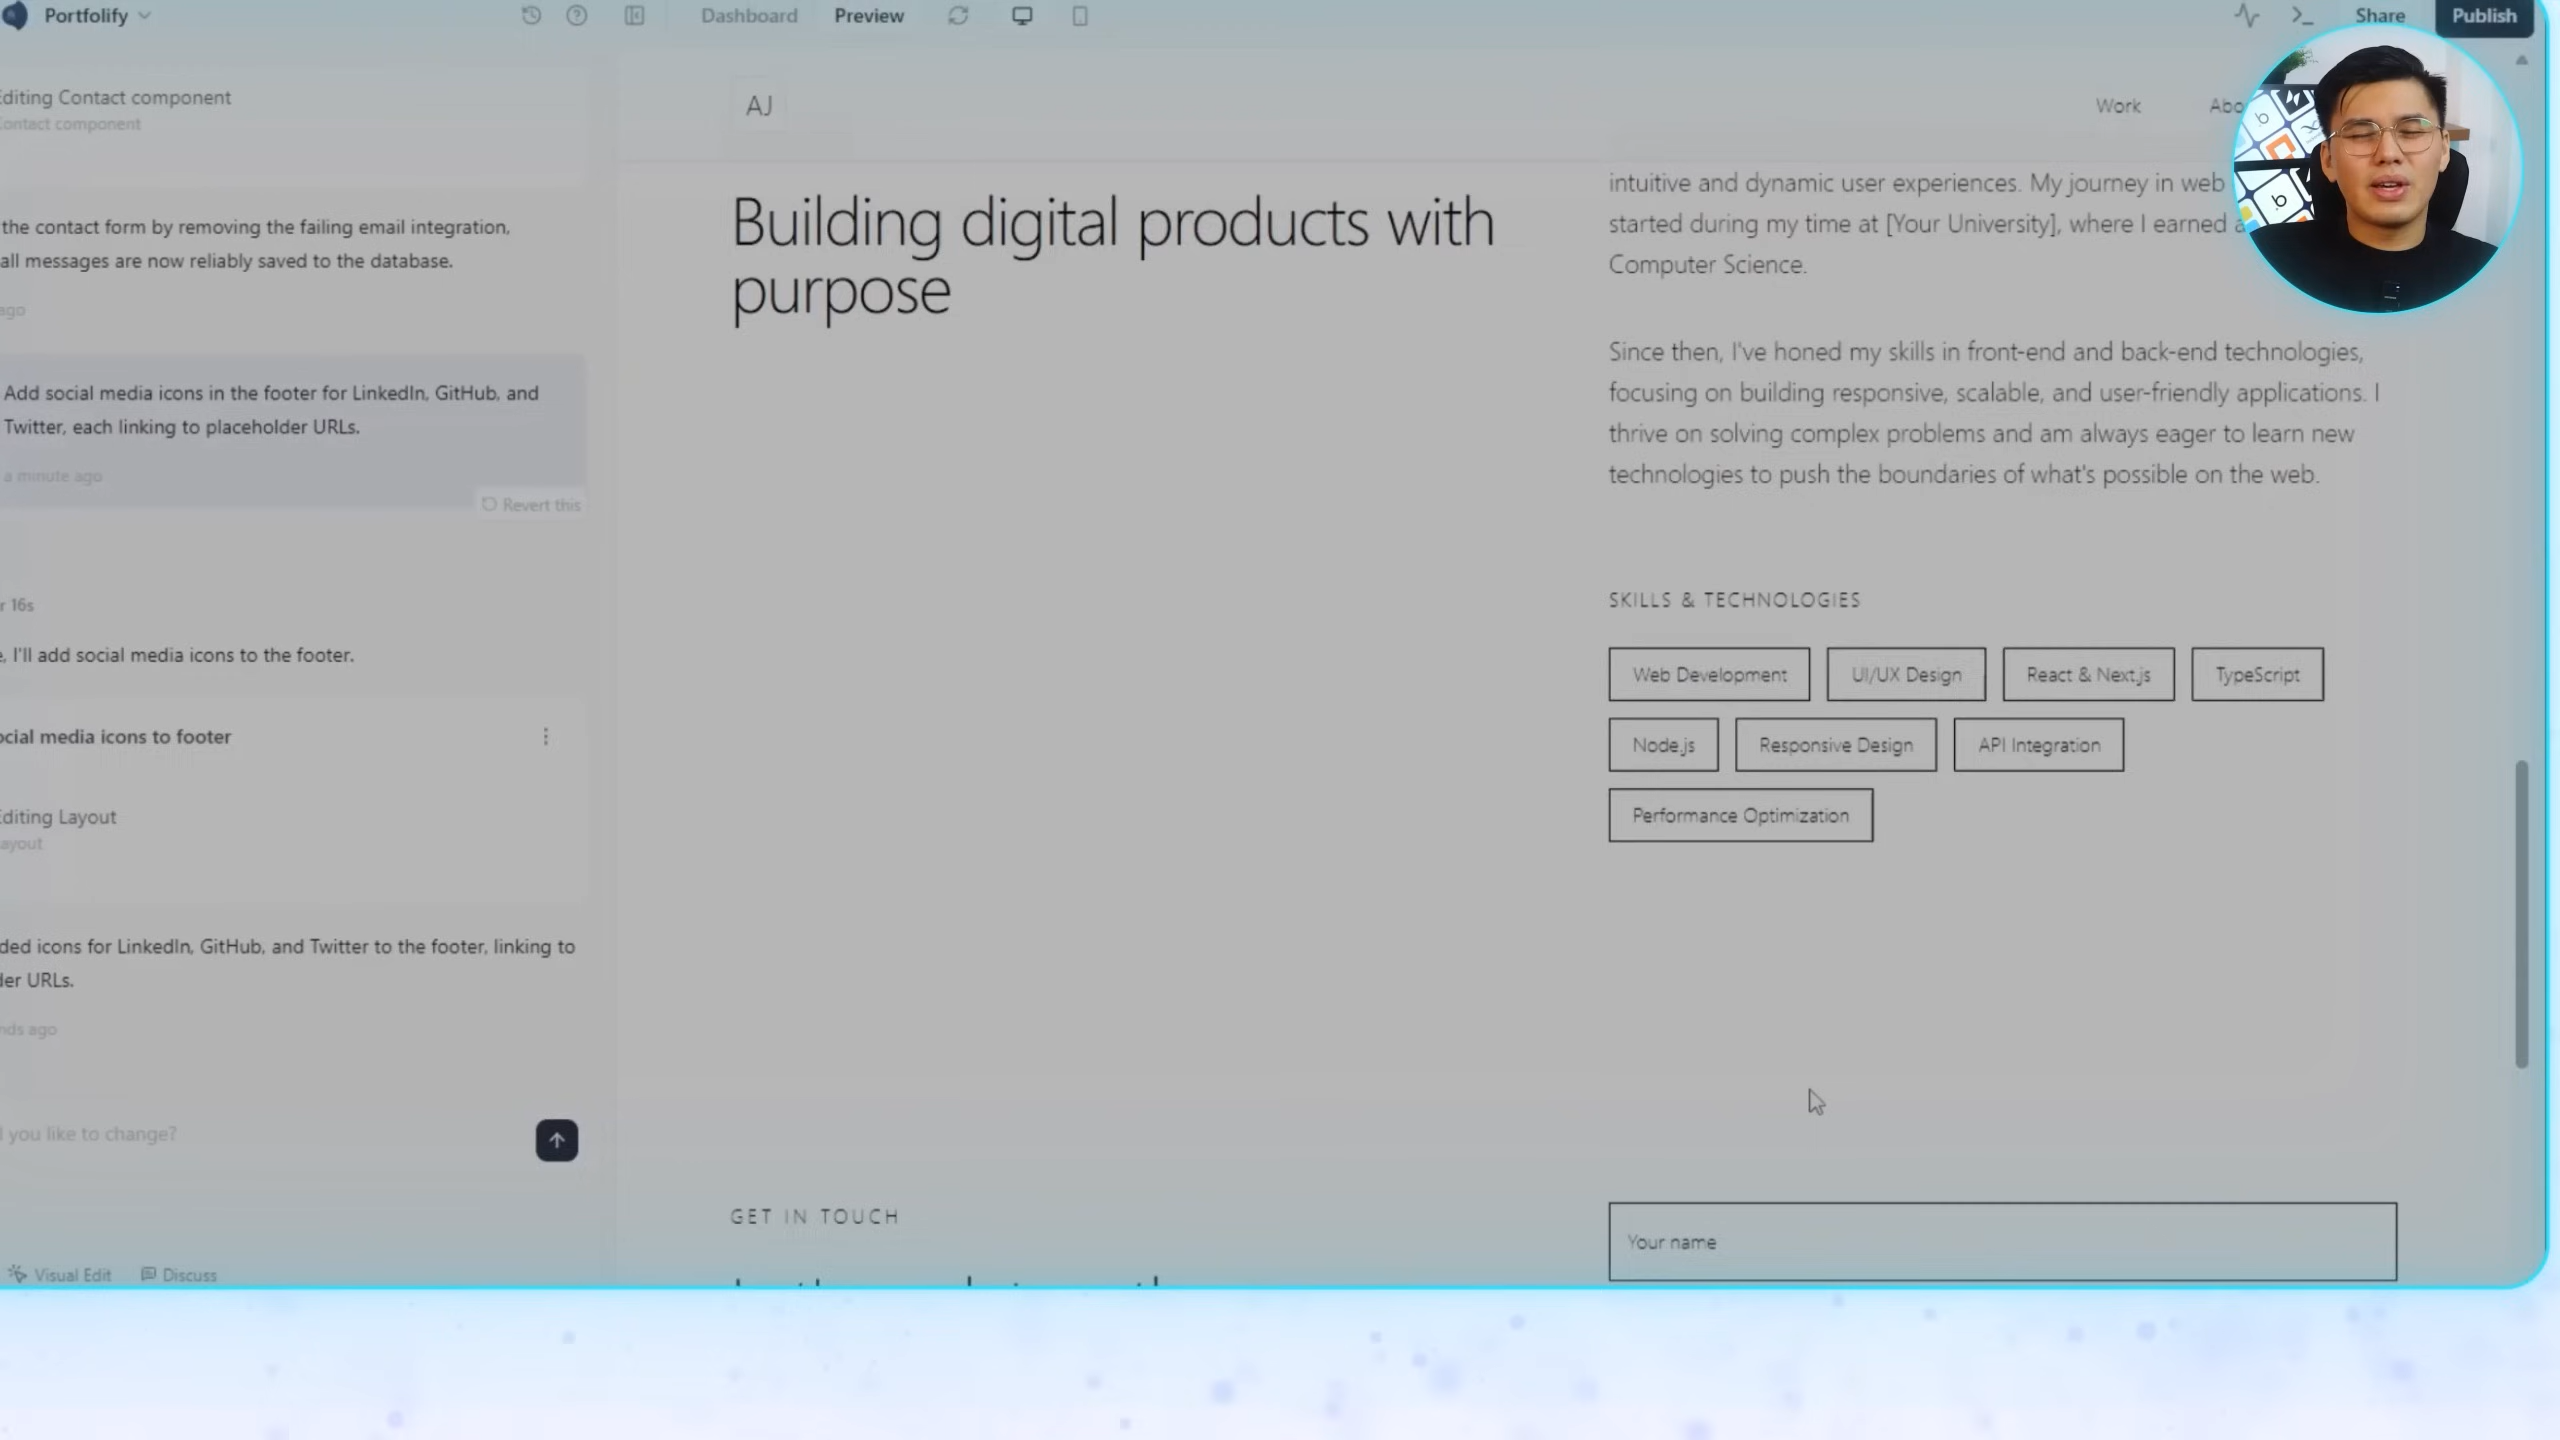 Portfolify
Dashboard
Preview
Share
Publish
Editing Contact component
Contact component
the contact form by removing the failing email integration,
all messages are now reliably saved to the database.
ago
Add social media icons in the footer for LinkedIn, GitHub, and
Twitter, each linking to placeholder URLs.
a minute ago
Revert this
16s
I'll add social media icons to the footer.
social media icons to footer
Editing Layout
Layout
icons for LinkedIn, GitHub, and Twitter to the footer, linking to
URLs.
ago
you like to change?
Visual Edit
Discuss
AJ
Work
Building digital products with
purpose
intuitive and dynamic user experiences. My journey in web
started during my time at [Your University], where I earned a
Computer Science.
Since then, I've honed my skills in front-end and back-end technologies,
focusing on building responsive, scalable, and user-friendly applications. I
thrive on solving complex problems and am always eager to learn new
technologies to push the boundaries of what's possible on the web.
SKILLS & TECHNOLOGIES
Web Development
UI/UX Design
React & Next.js
TypeScript
Node.js
Responsive Design
API Integration
Performance Optimization
GET IN TOUCH
Your name